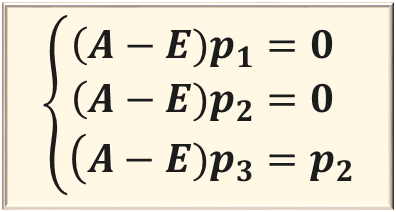 (A − E)p₁ = 0
(A − E)p₂ = 0
(A − E)p₃ = p₂